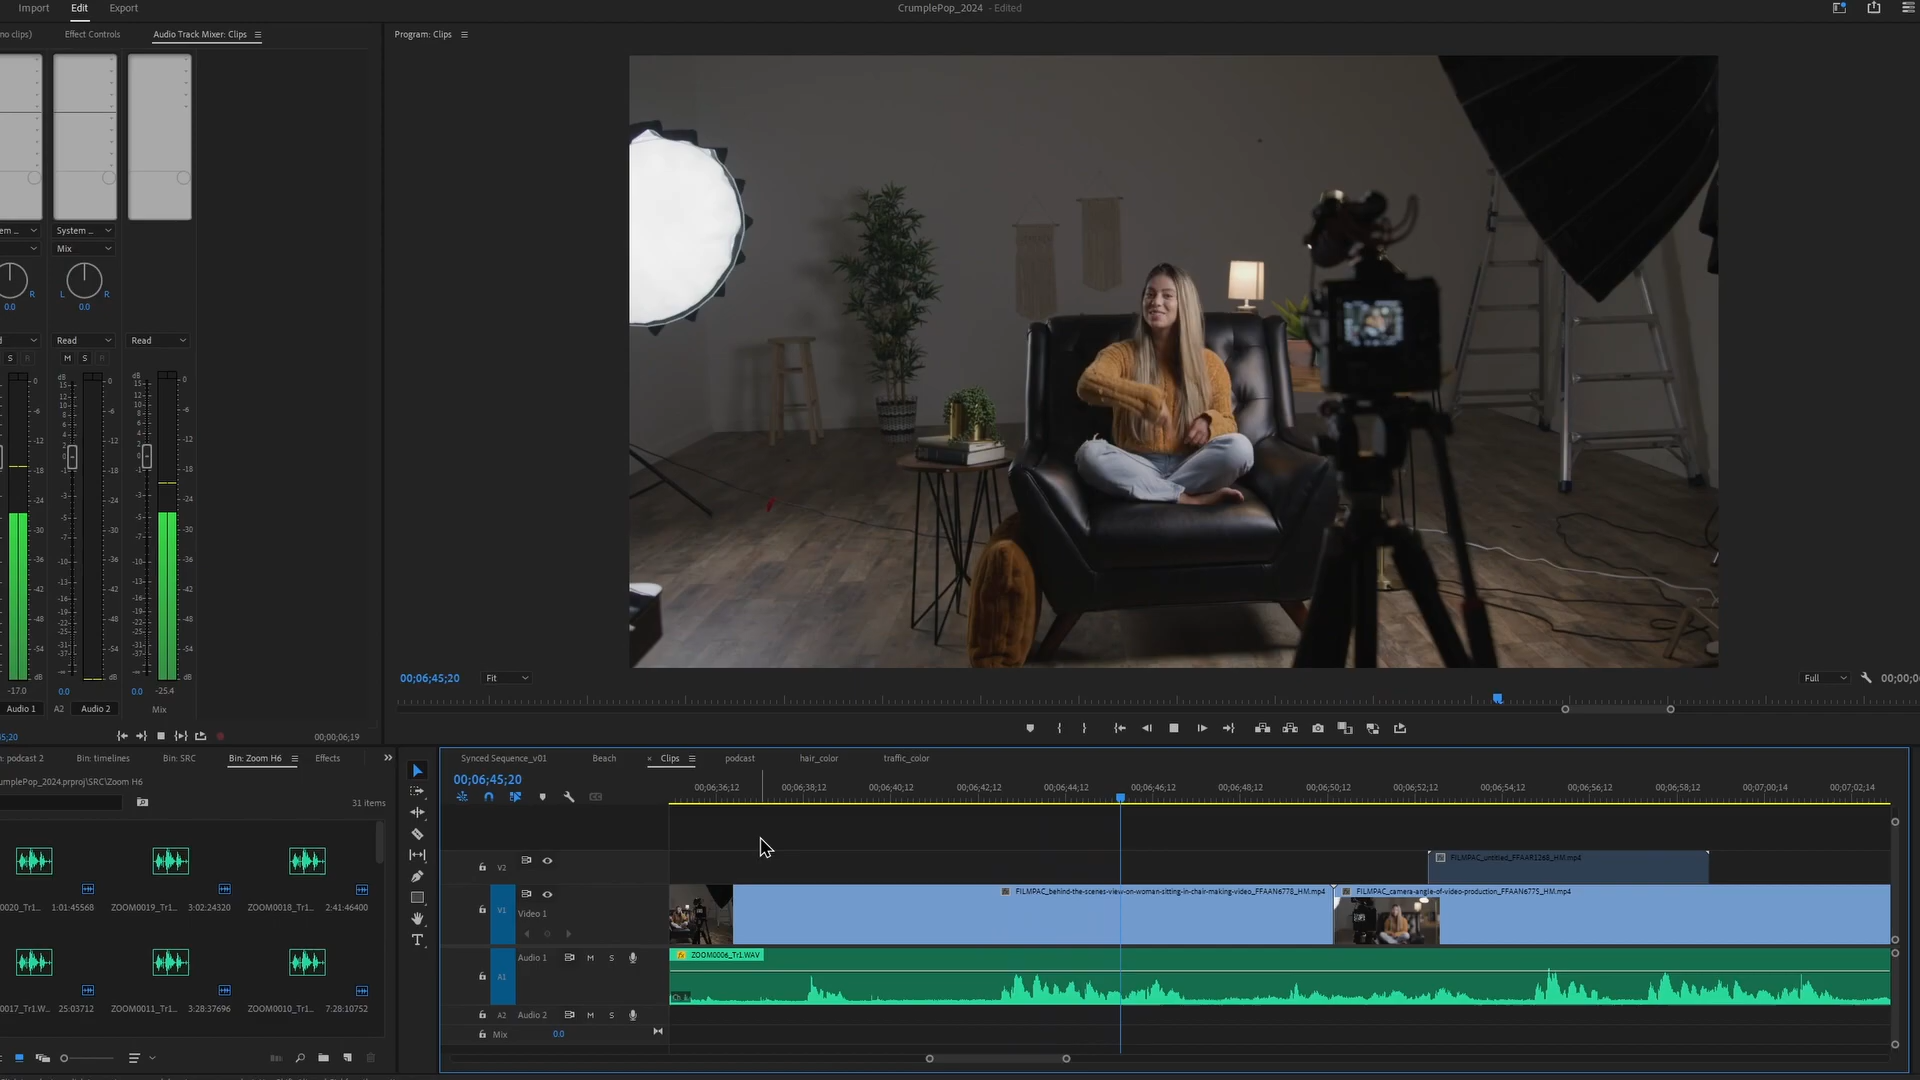 Import Edit Export
CrumplePop_2024 - Edited
no clips) Effect Controls Audio Track Mixer: Clips
Program: Clips
System ...
Mix
L R
R
0.0 0.0
Read Read
S R M S R
dB
0.0 0.0
-17.0 -25.4
Audio 1 A2 Audio 2 Mix
00;00;06;19
00;06;45;20 Fit
Full
podcast 2 Bin: timelines Bin: SRC Bin: Zoom H6 Effects
umplePop_2024.prproj\SRC\Zoom H6
31 items
020_Tr1... 1:01:45568 ZOOM0019_Tr1... 3:02:24320 ZOOM0018_Tr1... 2:41:46400
0017_Tr1.W... 25:03712 ZOOM0011_Tr1... 3:28:37696 ZOOM0010_Tr1... 7:28:10752
Synced Sequence_v01 Beach × Clips podcast hair_color traffic_color
00;06;45;20
00;06;36;12 00;06;38;12 00;06;40;12 00;06;42;12 00;06;44;12 00;06;46;12 00;06;48;12 00;06;50;12 00;06;52;12 00;06;54;12 00;06;56;12 00;06;58;12 00;07;00;14 00;07;02;14
V2
FILMPAC_untitled_FFAAR1268_HM.mp4
V1 Video 1
FILMPAC_behind-the-scenes-view-on-woman-sitting-in-chair-making-video_FFAAN6778_HM.mp4
FILMPAC_camera-angle-of-video-production_FFAAN6775_HM.mp4
A1 Audio 1 M S
fx ZOOM0006_Tr1.WAV
A2 Audio 2 M S
Mix 0.0